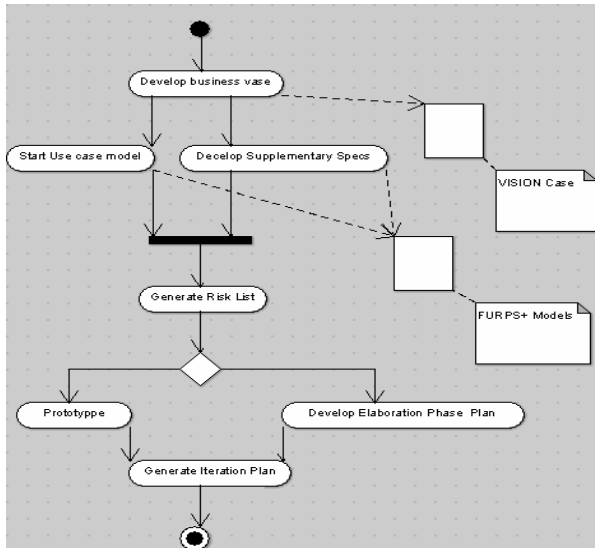 Develop business vase
Start Use case model
Develop Supplementary Specs
VISION Case
Generate Risk List
FURPS+ Models
Prototyppe
Develop Elaboration Phase Plan
Generate Iteration Plan